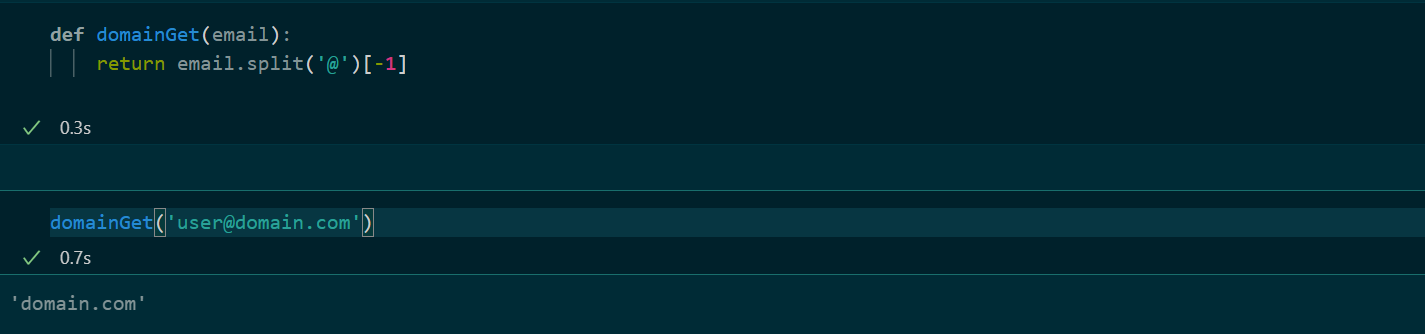 def domainGet(email):
return email.split('@')[-1]
0.3s
domainGet('user@domain.com')
0.7s
'domain.com'